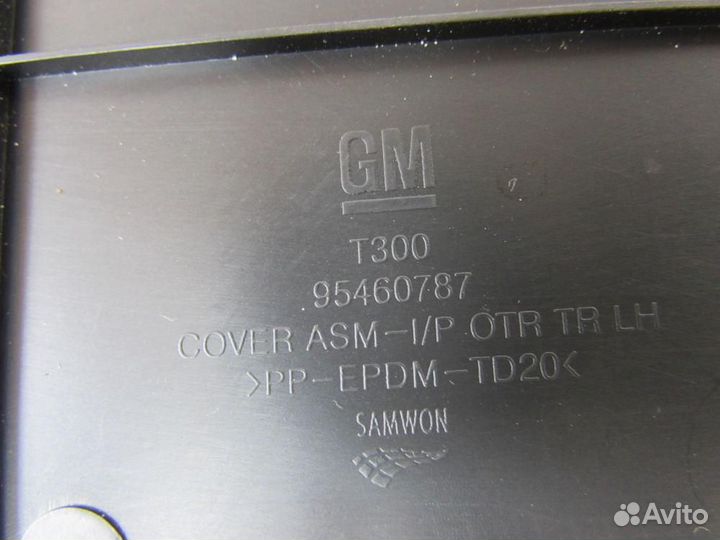 GM
T300
95460787
COVER ASM-I/P OTR TR LH
>PP-EPDM-TD20<
SAMWON
Avito